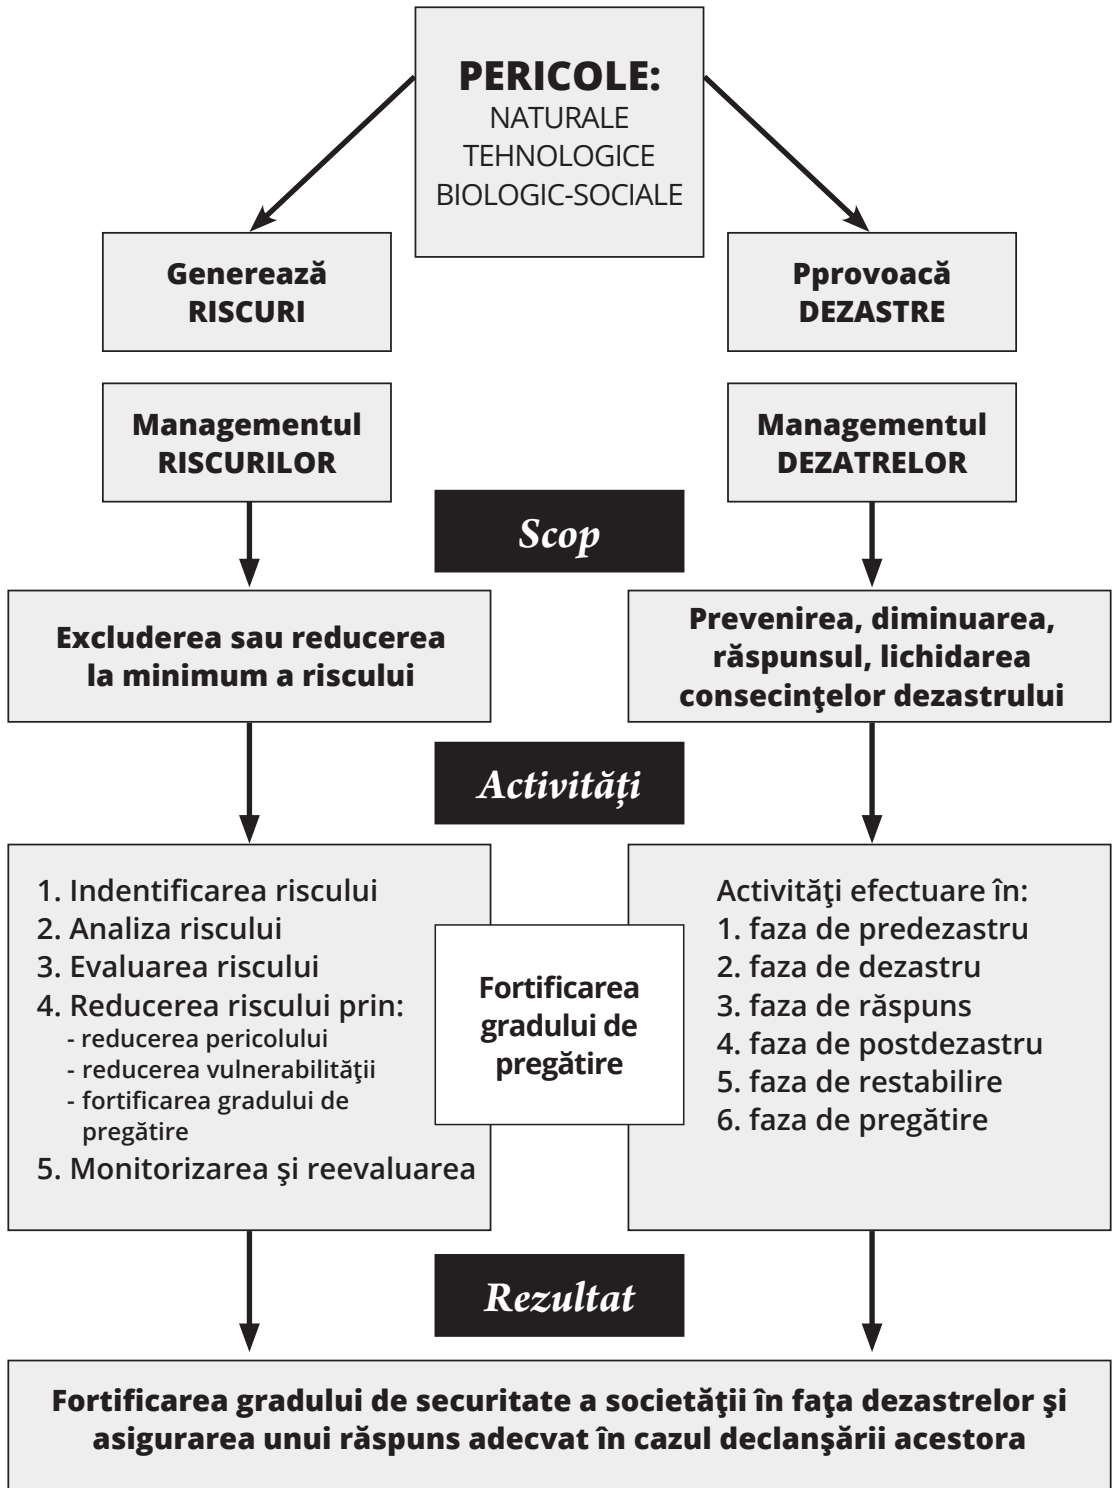 PERICOLE:
NATURALE
TEHNOLOGICE
BIOLOGIC-SOCIALE
Generează
RISCURI
Pprovoacă
DEZASTRE
Managementul
RISCURILOR
Managementul
DEZATRELOR
Scop
Excluderea sau reducerea
la minimum a riscului
Prevenirea, diminuarea,
răspunsul, lichidarea
consecinţelor dezastrului
Activități
1. Indentificarea riscului
2. Analiza riscului
3. Evaluarea riscului
4. Reducerea riscului prin:
- reducerea pericolului
- reducerea vulnerabilităţii
- fortificarea gradului de
pregătire
5. Monitorizarea şi reevaluarea
Fortificarea
gradului de
pregătire
Activităţi efectuare în:
1. faza de predezastru
2. faza de dezastru
3. faza de răspuns
4. faza de postdezastru
5. faza de restabilire
6. faza de pregătire
Rezultat
Fortificarea gradului de securitate a societăţii în faţa dezastrelor şi
asigurarea unui răspuns adecvat în cazul declanşării acestora